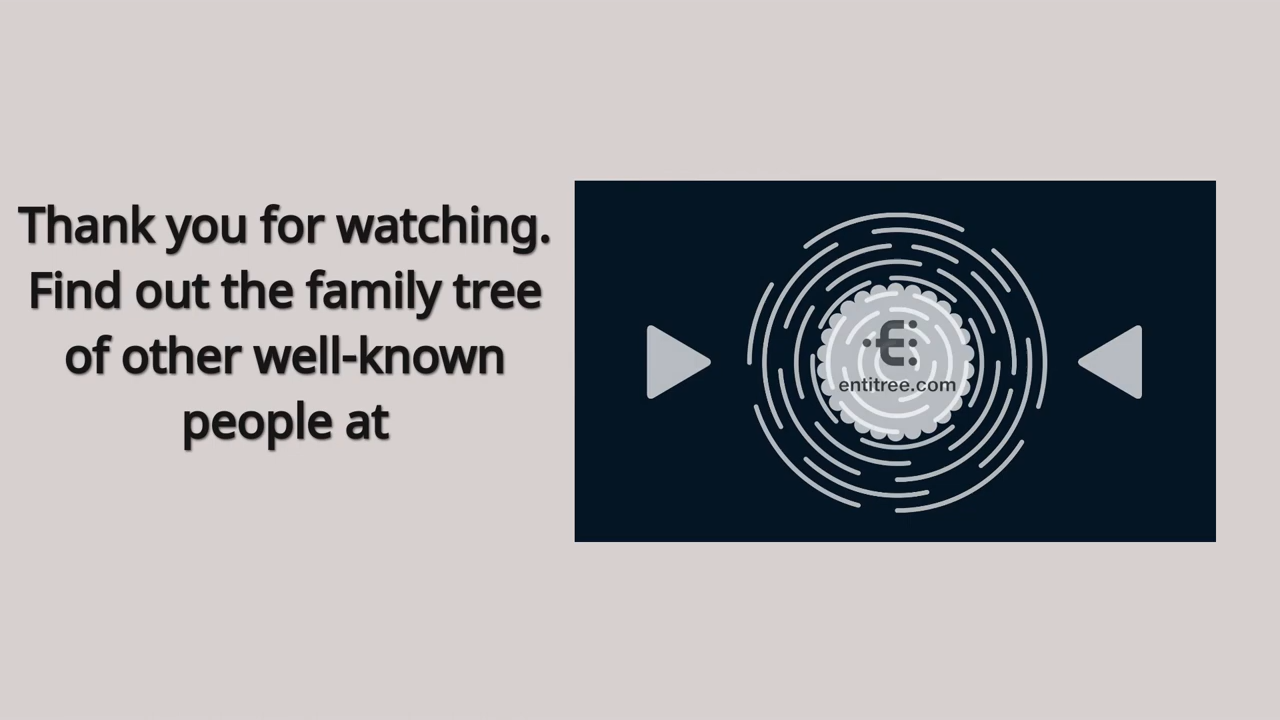 Thank you for watching.
Find out the family tree
of other well-known
people at
entitree.com